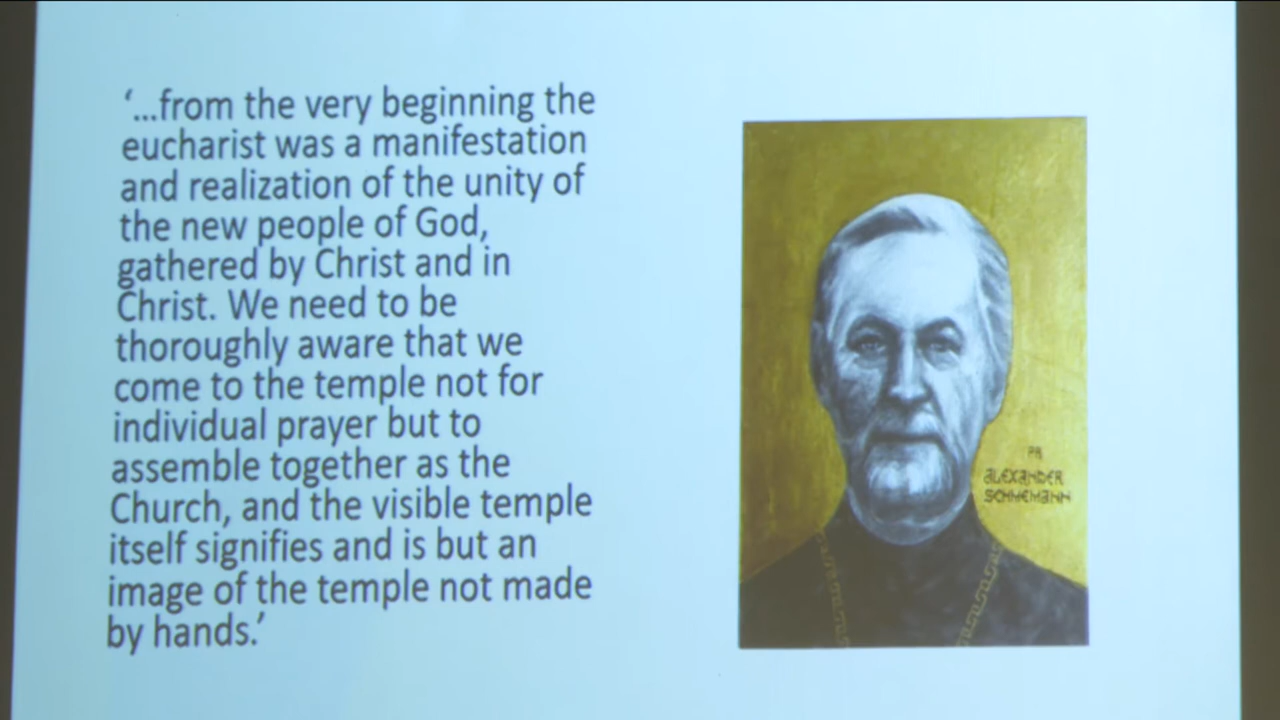 ‘...from the very beginning the
eucharist was a manifestation
and realization of the unity of
the new people of God,
gathered by Christ and in
Christ. We need to be
thoroughly aware that we
come to the temple not for
individual prayer but to
assemble together as the
Church, and the visible temple
itself signifies and is but an
image of the temple not made
by hands.’
ALEXANDER
SCHMEMANN